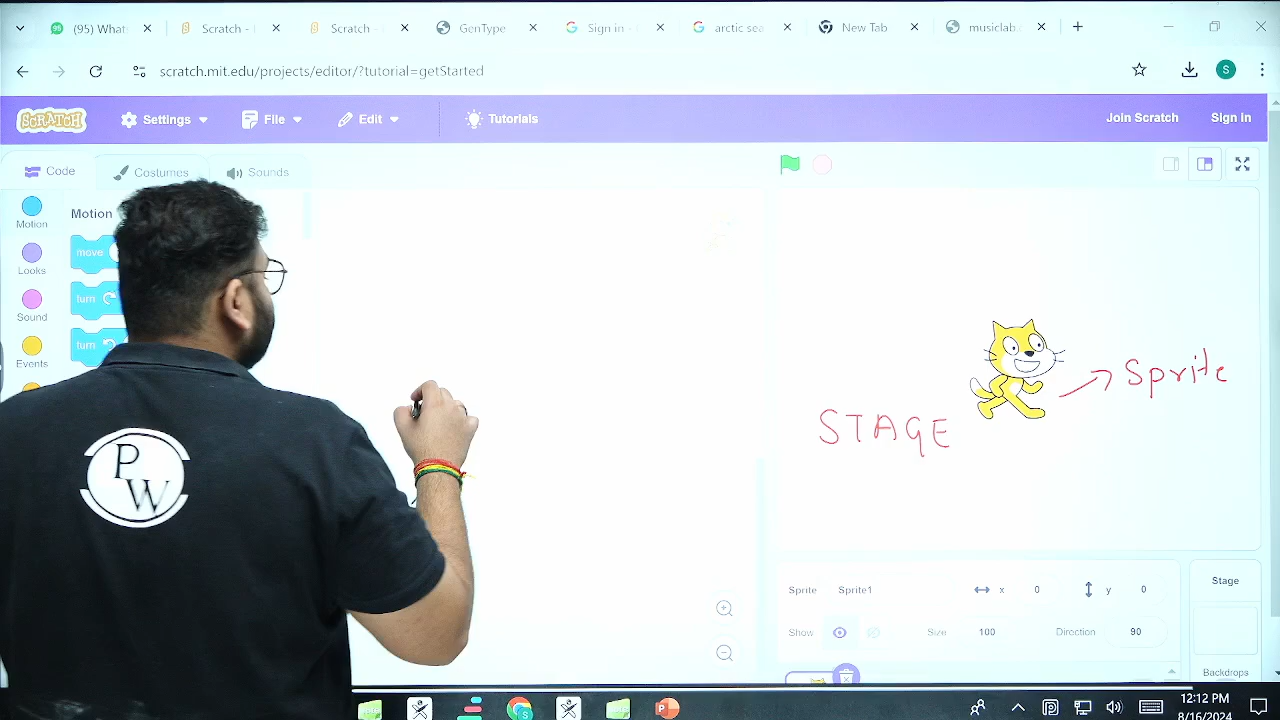 (95) What
Scratch -
Scratch -
GenType
Sign in -
arctic sea
New Tab
musiclab.
scratch.mit.edu/projects/editor/?tutorial=getStarted
S
SCRATCH
Settings
File
Edit
Tutorials
Join Scratch
Sign in
Code
Costumes
Sounds
Motion
Motion
move
Looks
turn
Sound
turn
Events
Sprite
STAGE
PW
Sprite
Sprite1
x
0
y
0
Stage
Show
Size
100
Direction
90
Backdrops
12:12 PM
8/16/2024